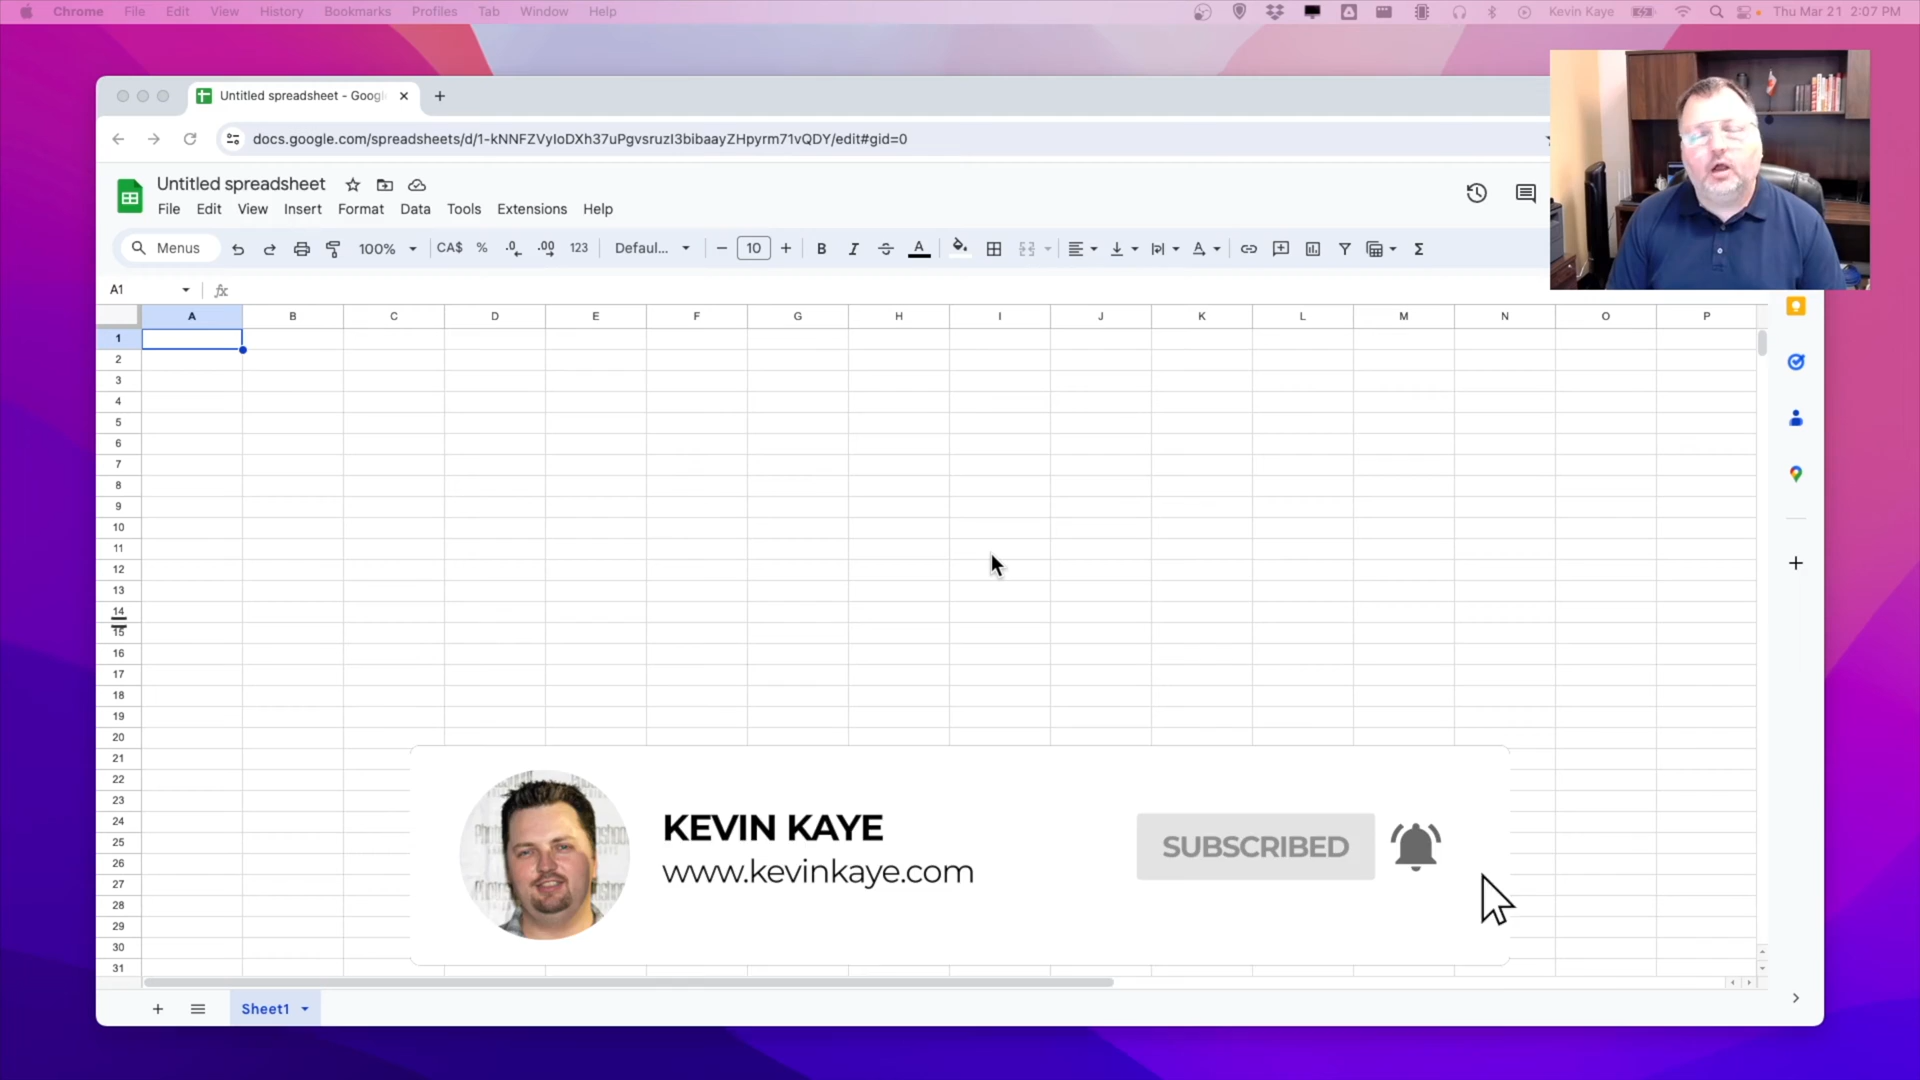 Chrome File Edit View History Bookmarks Profiles Tab Window Help Kevin Kaye Thu Mar 21 2:07 PM
Untitled spreadsheet - Googl
docs.google.com/spreadsheets/d/1-kNNFZVyIoDXh37uPgvsruzI3bibaayZHpyrm71vQDY/edit#gid=0
Untitled spreadsheet
File Edit View Insert Format Data Tools Extensions Help
Menus 100% CA$ % .0 .00 123 Defaul... 10 B I S A Σ
A1 fx
A B C D E F G H I J K L M N O P
1
2
3
4
5
6
7
8
9
10
11
12
13
14
15
16
17
18
19
20
21
22
23
24
25
26
27
28
29
30
31
KEVIN KAYE
www.kevinkaye.com
SUBSCRIBED
Sheet1